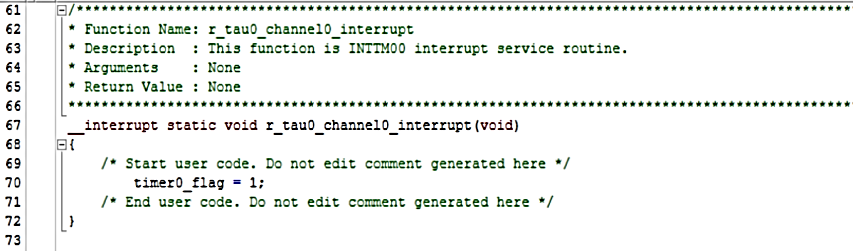 61 /******************************************************************************************
62 * Function Name: r_tau0_channel0_interrupt
63 * Description  : This function is INTTM00 interrupt service routine.
64 * Arguments    : None
65 * Return Value : None
66 *******************************************************************************************
67 __interrupt static void r_tau0_channel0_interrupt(void)
68 {
69     /* Start user code. Do not edit comment generated here */
70         timer0_flag = 1;
71     /* End user code. Do not edit comment generated here */
72 }
73